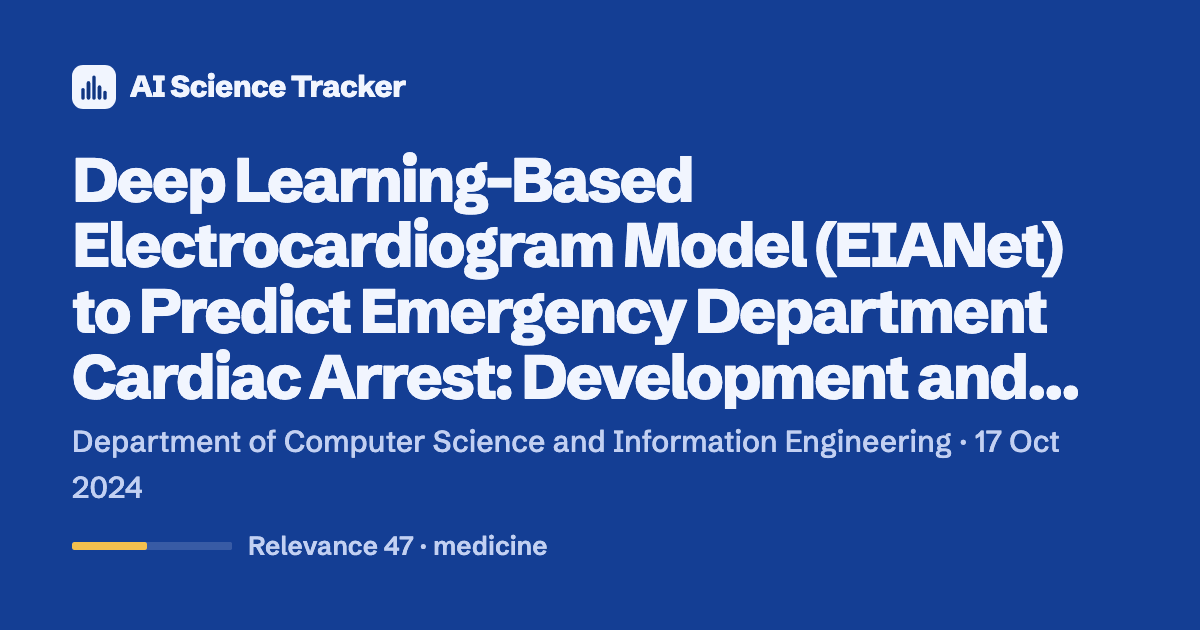 AI Science Tracker
Deep Learning-Based
Electrocardiogram Model (EIANet)
to Predict Emergency Department
Cardiac Arrest: Development and...
Department of Computer Science and Information Engineering · 17 Oct
2024
Relevance 47 · medicine